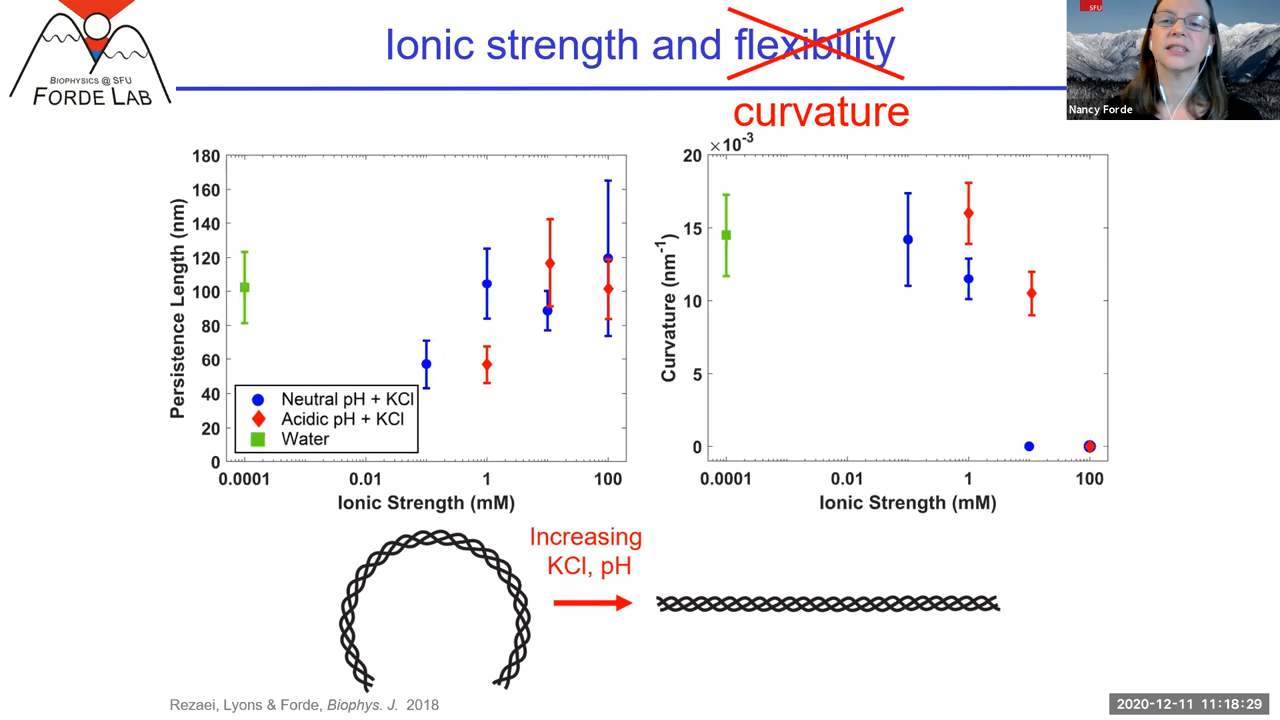 BIOPHYSICS @ SFU
FORDE LAB
Ionic strength and flexibility
curvature
SFU
Nancy Forde
180
160
140
120
100
80
60
40
20
0
Persistence Length (nm)
Neutral pH + KCl
Acidic pH + KCl
Water
0.0001 0.01 1 100
Ionic Strength (mM)
×10⁻³
20
15
10
5
0
Curvature (nm⁻¹)
0.0001 0.01 1 100
Ionic Strength (mM)
Increasing
KCl, pH
Rezaei, Lyons & Forde, Biophys. J. 2018
2020-12-11 11:18:29